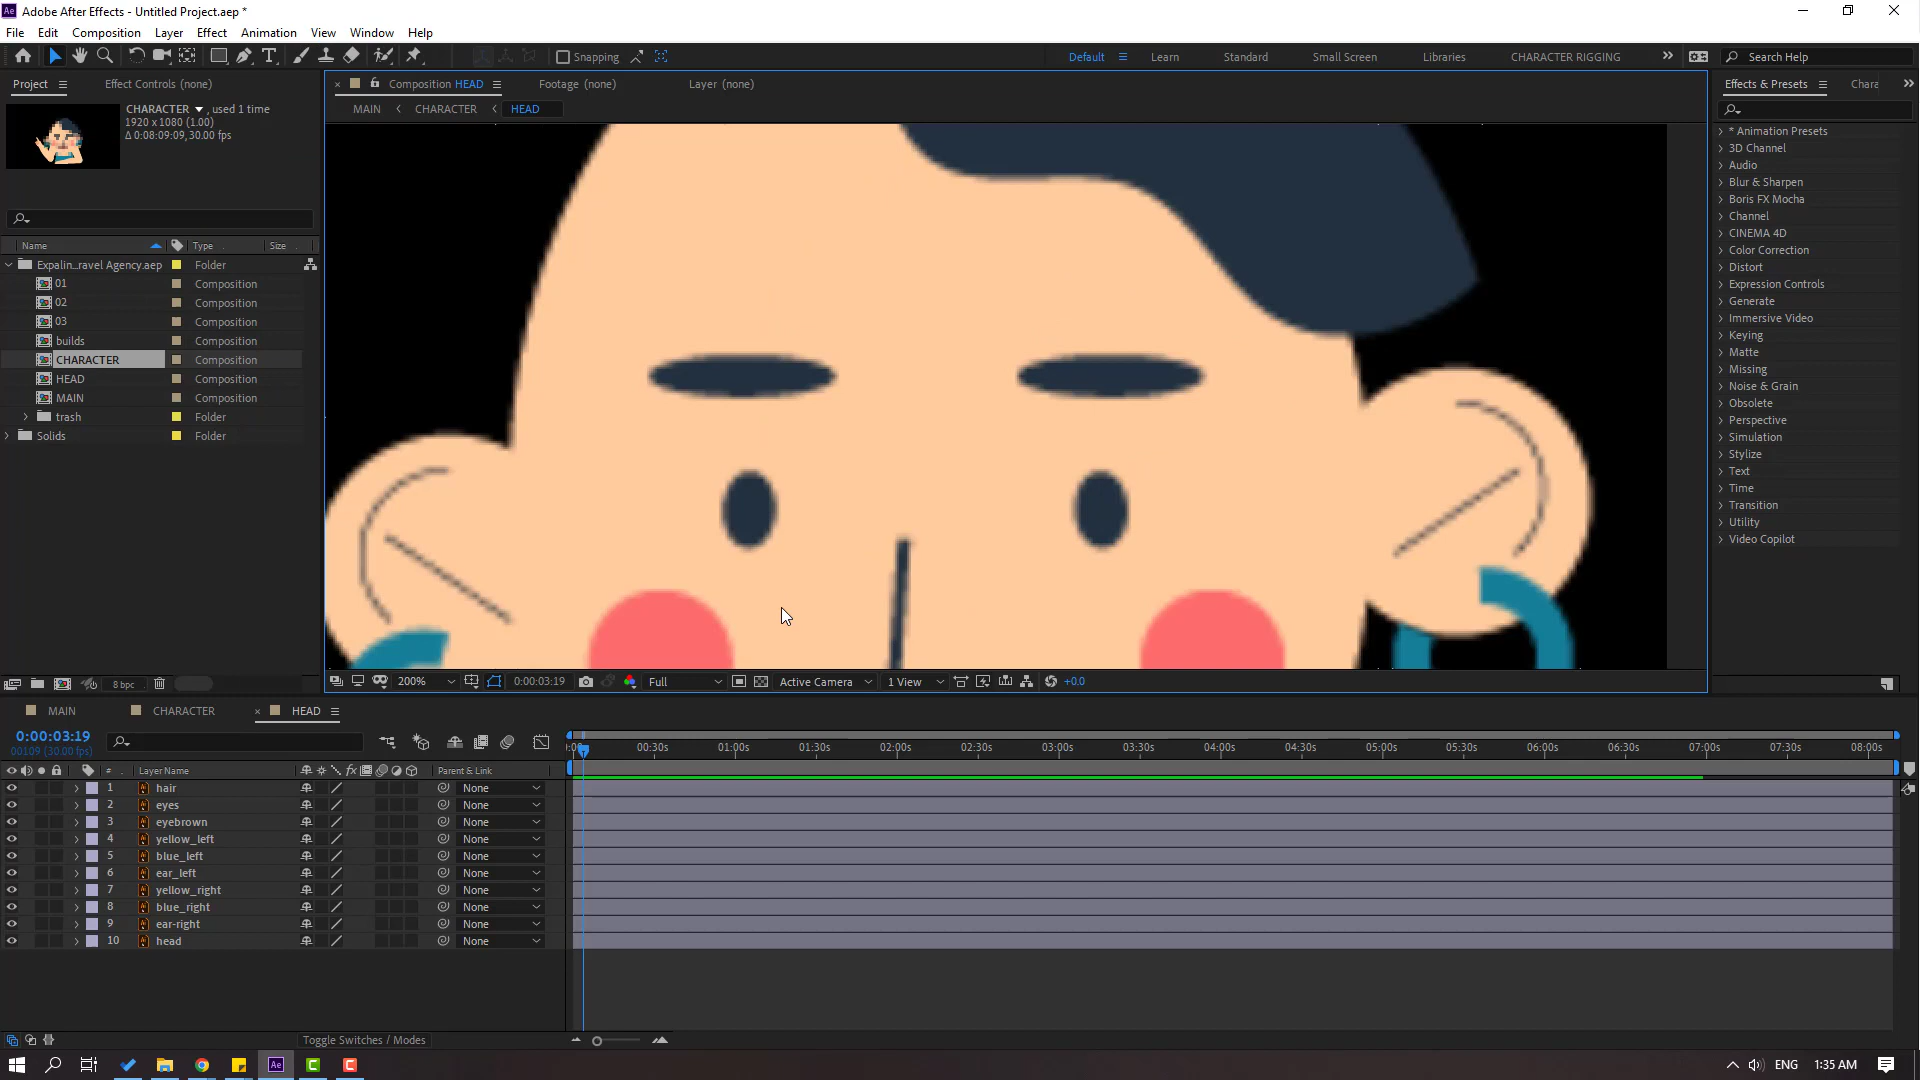 Adobe After Effects - Untitled Project.aep *
File Edit Composition Layer Effect Animation View Window Help
Snapping Default Learn Standard Small Screen Libraries CHARACTER RIGGING Search Help
Project Effect Controls (none)
CHARACTER , used 1 time
1920 x 1080 (1.00)
Δ 0:08:09:09, 30.00 fps
Name Type Size
Expalin...ravel Agency.aep Folder
01 Composition
02 Composition
03 Composition
builds Composition
CHARACTER Composition
HEAD Composition
MAIN Composition
trash Folder
Solids Folder
8 bpc
Composition HEAD Footage (none) Layer (none)
MAIN CHARACTER HEAD
200% 0:00:03:19 Full Active Camera 1 View +0.0
Effects & Presets Chara
* Animation Presets
3D Channel
Audio
Blur & Sharpen
Boris FX Mocha
Channel
CINEMA 4D
Color Correction
Distort
Expression Controls
Generate
Immersive Video
Keying
Matte
Missing
Noise & Grain
Obsolete
Perspective
Simulation
Stylize
Text
Time
Transition
Utility
Video Copilot
MAIN CHARACTER HEAD
0:00:03:19
00109 (30.00 fps)
00:30s 01:00s 01:30s 02:00s 02:30s 03:00s 03:30s 04:00s 04:30s 05:00s 05:30s 06:00s 06:30s 07:00s 07:30s 08:00s
# Layer Name fx Parent & Link
1 hair None
2 eyes None
3 eyebrown None
4 yellow_left None
5 blue_left None
6 ear_left None
7 yellow_right None
8 blue_right None
9 ear-right None
10 head None
Toggle Switches / Modes
ENG 1:35 AM